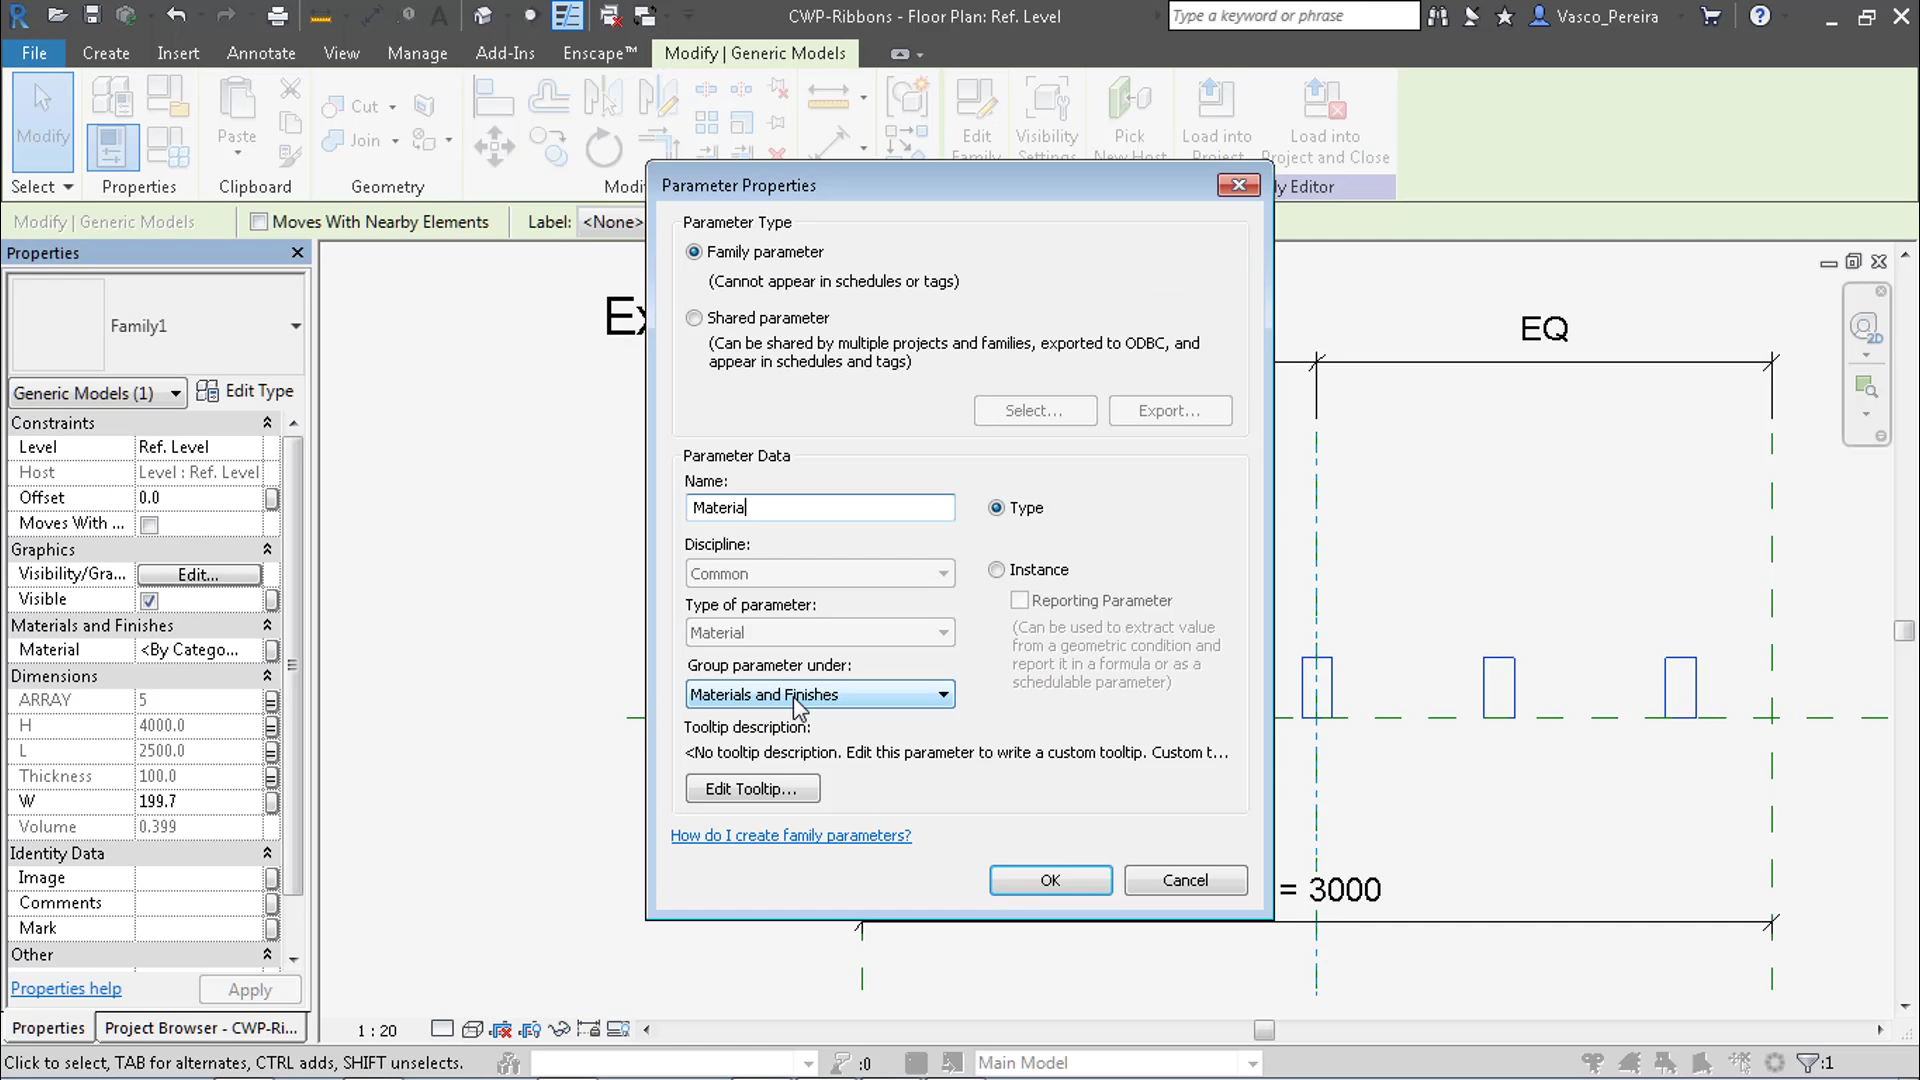 CWP-Ribbons - Floor Plan: Ref. Level
Type a keyword or phrase
Vasco_Pereira
File
Create
Insert
Annotate
View
Manage
Add-Ins
Enscape™
Modify | Generic Models
Modify
Paste
Cut
Join
Edit
Family
Visibility
Settings
Pick
New Host
Load into
Project
Load into
Project and Close
Select
Properties
Clipboard
Geometry
Modi
ly Editor
Modify | Generic Models
Moves With Nearby Elements
Label:
<None>
Properties
Family1
Generic Models (1)
Edit Type
Constraints
Level
Ref. Level
Host
Level : Ref. Level
Offset
0.0
Moves With ...
Graphics
Visibility/Gra...
Edit...
Visible
Materials and Finishes
Material
<By Catego...
Dimensions
ARRAY
5
H
4000.0
L
2500.0
Thickness
100.0
W
199.7
Volume
0.399
Identity Data
Image
Comments
Mark
Other
Properties help
Apply
Properties
Project Browser - CWP-Ri...
Ex
EQ
= 3000
Parameter Properties
Parameter Type
Family parameter
(Cannot appear in schedules or tags)
Shared parameter
(Can be shared by multiple projects and families, exported to ODBC, and
appear in schedules and tags)
Select...
Export...
Parameter Data
Name:
Materia
Type
Discipline:
Common
Instance
Type of parameter:
Reporting Parameter
Material
(Can be used to extract value
from a geometric condition and
report it in a formula or as a
schedulable parameter)
Group parameter under:
Materials and Finishes
Tooltip description:
<No tooltip description. Edit this parameter to write a custom tooltip. Custom t...
Edit Tooltip...
How do I create family parameters?
OK
Cancel
2D
1 : 20
Click to select, TAB for alternates, CTRL adds, SHIFT unselects.
:0
Main Model
:1